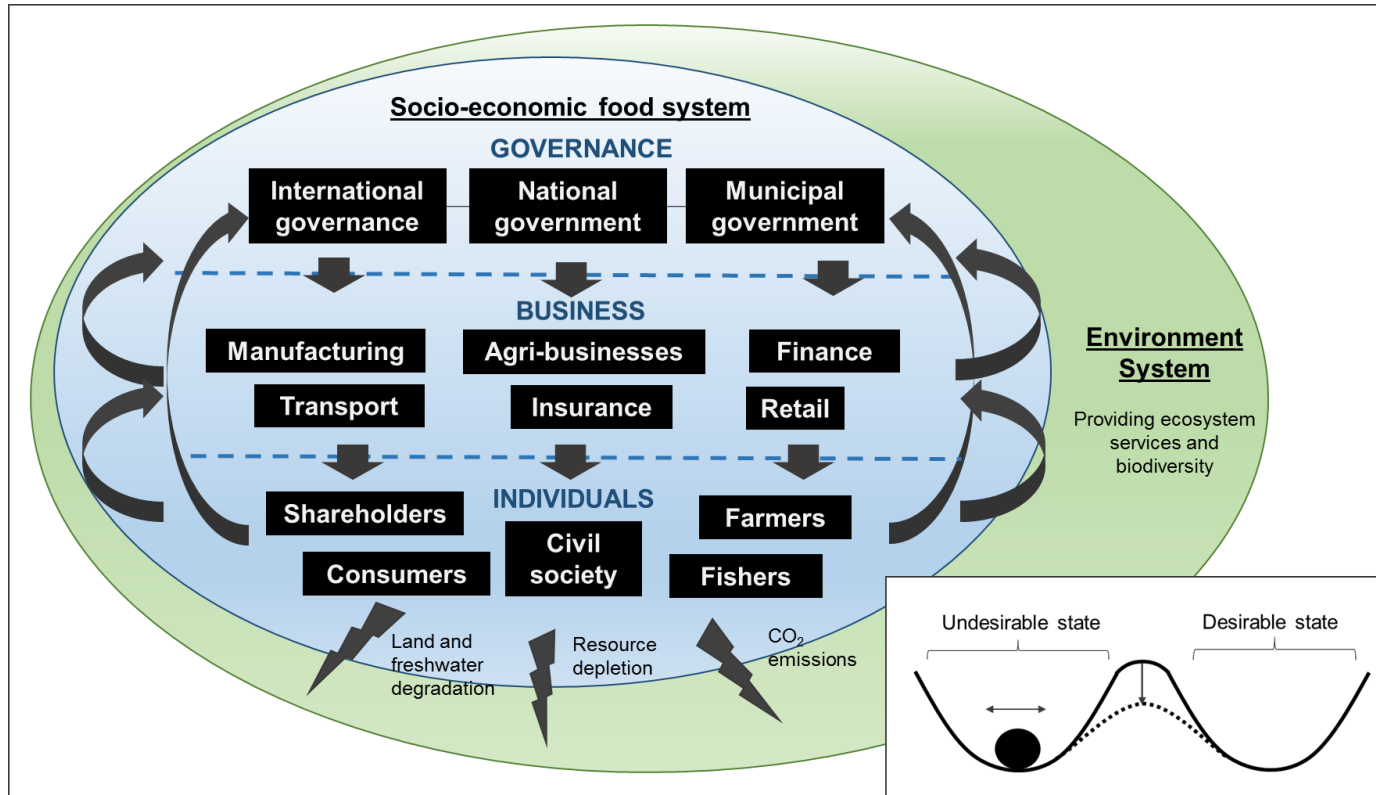 Socio-economic food system
GOVERNANCE
International
governance
National
government
Municipal
government
BUSINESS
Manufacturing
Agri-businesses
Finance
Transport
Insurance
Retail
INDIVIDUALS
Shareholders
Farmers
Civil
society
Consumers
Fishers
Land and
freshwater
degradation
Resource
depletion
CO₂
emissions
Environment
System
Providing ecosystem
services and
biodiversity
Undesirable state
Desirable state